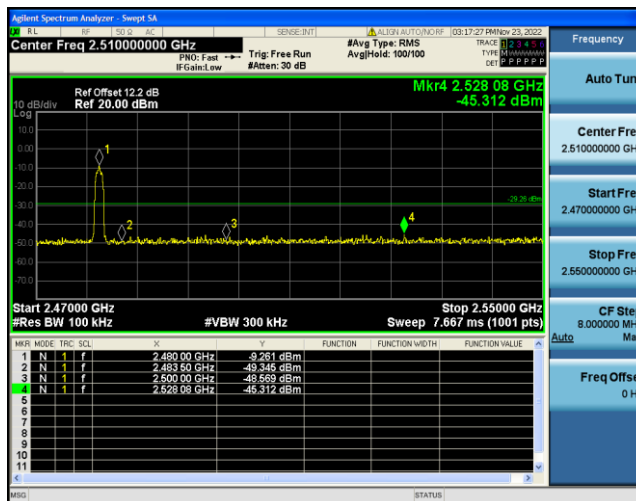 Agilent Spectrum Analyzer - Swept SA
RL RF 50 Ω AC SENSE:INT ALIGN AUTO/NORF 03:17:27 PM Nov 23, 2022
Center Freq 2.510000000 GHz
PNO: Fast
IFGain:Low
Trig: Free Run
#Atten: 30 dB
#Avg Type: RMS
Avg|Hold: 100/100
TRACE 1 2 3 4 5 6
TYPE M
DET P P P P P P
Frequency
Ref Offset 12.2 dB
10 dB/div Ref 20.00 dBm
Log
Mkr4 2.528 08 GHz
-45.312 dBm
10.0
0.00
-10.0
-20.0
-30.0
-40.0
-50.0
-60.0
-70.0
1
2
3
4
-29.26 dBm
Start 2.47000 GHz Stop 2.55000 GHz
#Res BW 100 kHz #VBW 300 kHz Sweep 7.667 ms (1001 pts)
MKR MODE TRC SCL X Y FUNCTION FUNCTION WIDTH FUNCTION VALUE
1 N 1 f 2.480 00 GHz -9.261 dBm
2 N 1 f 2.483 50 GHz -49.345 dBm
3 N 1 f 2.500 00 GHz -48.569 dBm
4 N 1 f 2.528 08 GHz -45.312 dBm
5
6
7
8
9
10
11
MSG STATUS
Auto Tun
Center Fre
2.510000000 GH
Start Fre
2.470000000 GH
Stop Fre
2.550000000 GH
CF Ste
8.000000 MH
Auto Ma
Freq Offse
0 H